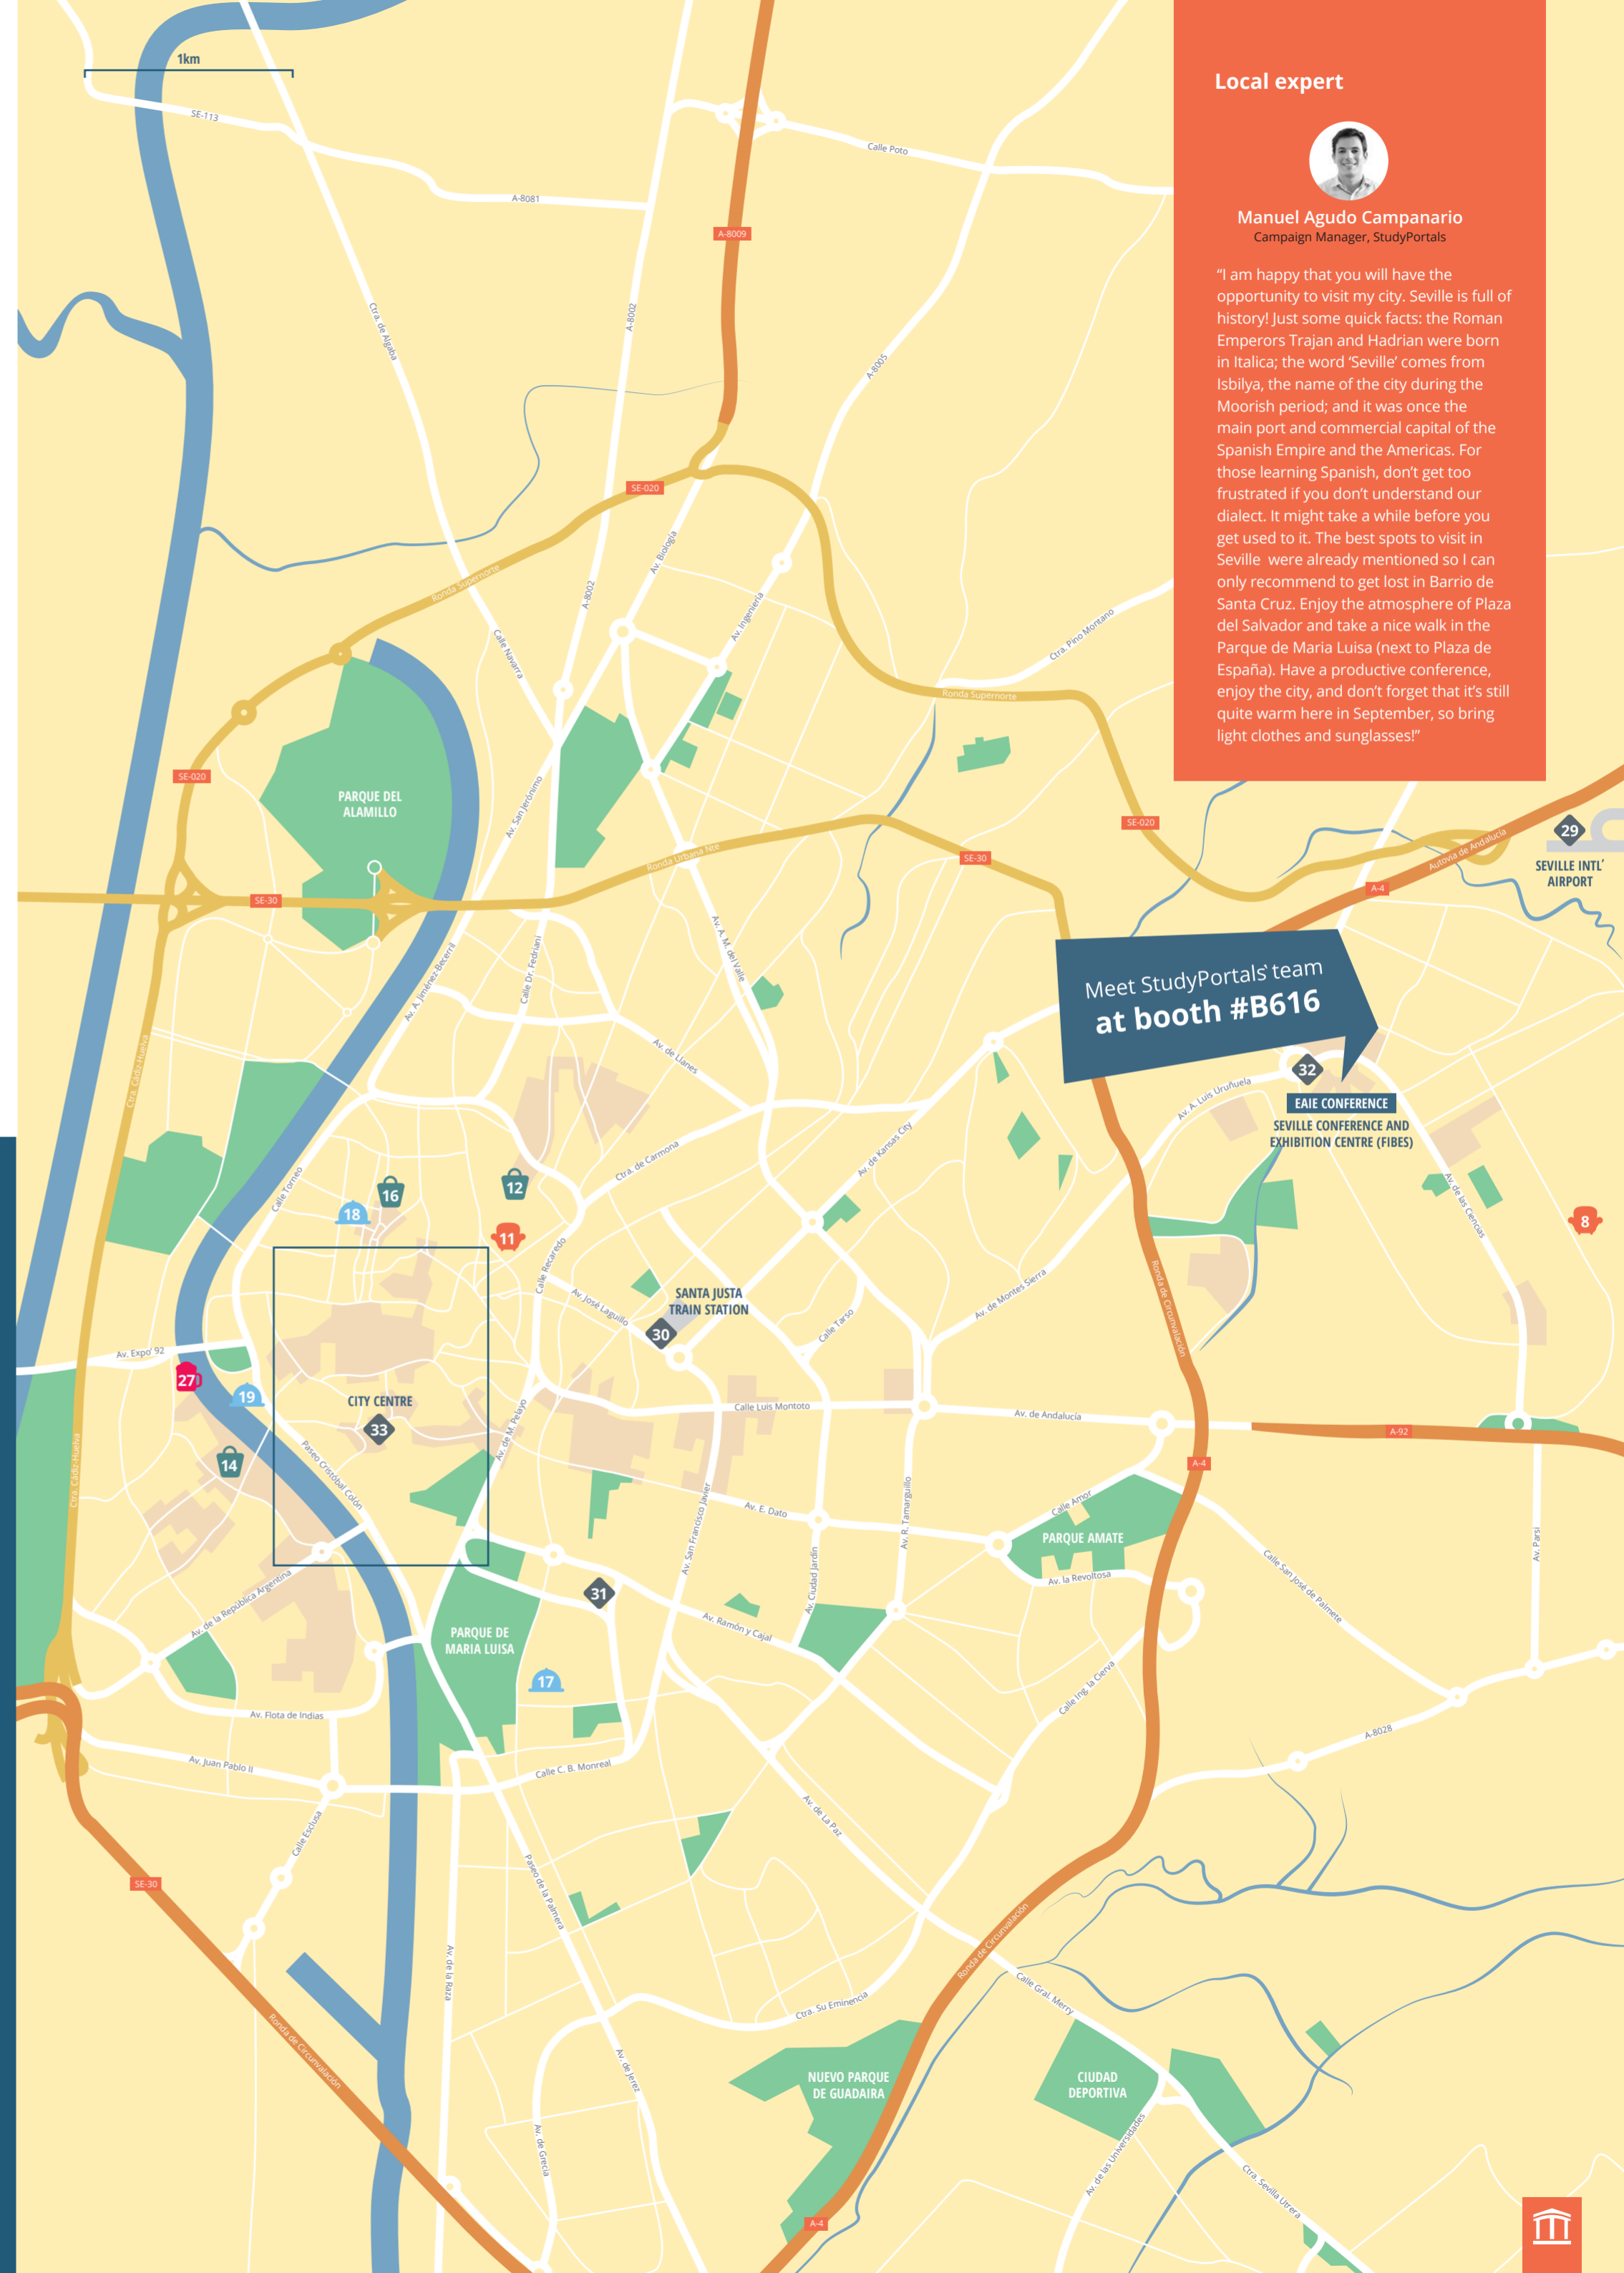 1km
SE-113
A-8081
Calle Poto
A-8009
A-8002
Ctra. de Algaba
A-8005
SE-020
Av. Biología
Ronda Supernorte
A-8002
Av. Ingeniería
Calle Navarra
Ctra. Pino Montano
Ronda Supernorte
Local expert
Manuel Agudo Campanario
Campaign Manager, StudyPortals
“I am happy that you will have the
opportunity to visit my city. Seville is full of
history! Just some quick facts: the Roman
Emperors Trajan and Hadrian were born
in Italica; the word ‘Seville’ comes from
Isbilya, the name of the city during the
Moorish period; and it was once the
main port and commercial capital of the
Spanish Empire and the Americas. For
those learning Spanish, don’t get too
frustrated if you don’t understand our
dialect. It might take a while before you
get used to it. The best spots to visit in
Seville were already mentioned so I can
only recommend to get lost in Barrio de
Santa Cruz. Enjoy the atmosphere of Plaza
del Salvador and take a nice walk in the
Parque de Maria Luisa (next to Plaza de
España). Have a productive conference,
enjoy the city, and don’t forget that it’s still
quite warm here in September, so bring
light clothes and sunglasses!”
SE-020
PARQUE DEL
ALAMILLO
Av. San Jerónimo
Ronda Urbana Nte
SE-020
SE-30
29
SEVILLE INTL’
AIRPORT
Autovia de Andalucía
A-4
SE-30
Av. A. Jiménez-Becerril
Calle Dr. Fedriani
Av. A. M. del Valle
Meet StudyPortals‘ team
at booth #B616
Ctra. Cádiz-Huelva
Av. de Llanes
32
EAIE CONFERENCE
SEVILLE CONFERENCE AND
EXHIBITION CENTRE (FIBES)
Av. A. Luis Uruñuela
Av. de Kansas City
Ctra. de Carmona
Calle Torneo
16
12
18
11
Av. de las Ciencias
8
Calle Recaredo
Av. José Laguillo
SANTA JUSTA
TRAIN STATION
30
Calle Tarso
Av. de Montes Sierra
Ronda de Circunvalación
Av. Expo' 92
27
19
CITY CENTRE
33
Calle Luis Montoto
Av. de Andalucía
A-92
Av. de M. Pelayo
14
Paseo Cristóbal Colón
A-4
Ctra. Cádiz-Huelva
Av. San Francisco Javier
Av. E. Dato
Av. R. Tamarguillo
Calle Amor
PARQUE AMATE
Av. la Revoltosa
Av. Parsi
Calle San José de Palmete
Av. de la República Argentina
31
Av. Ciudad Jardín
Av. Ramón y Cajal
PARQUE DE
MARIA LUISA
17
Calle Ing. la Cierva
Av. Flota de Indias
A-8028
Av. Juan Pablo II
Calle C. B. Monreal
Calle Esclusa
Av. de La Paz
SE-30
Paseo de la Palmera
Ronda de Circunvalación
Av. de la Raza
Calle Gral. Merry
Ctra. Su Eminencia
Ronda de Circunvalación
Av. de Jerez
NUEVO PARQUE
DE GUADAIRA
CIUDAD
DEPORTIVA
Av. de Grecia
Av. de las Universidades
Ctra. Sevilla Utrera
A-4